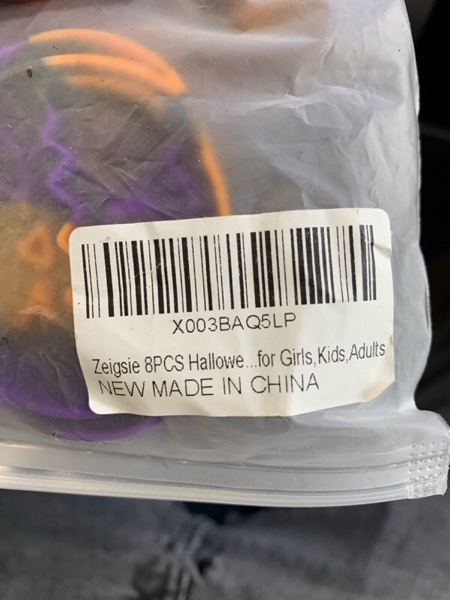 X003BAQ5LP
Zeigsie 8PCS Hallowe...for Girls,Kids,Adults
NEW MADE IN CHINA